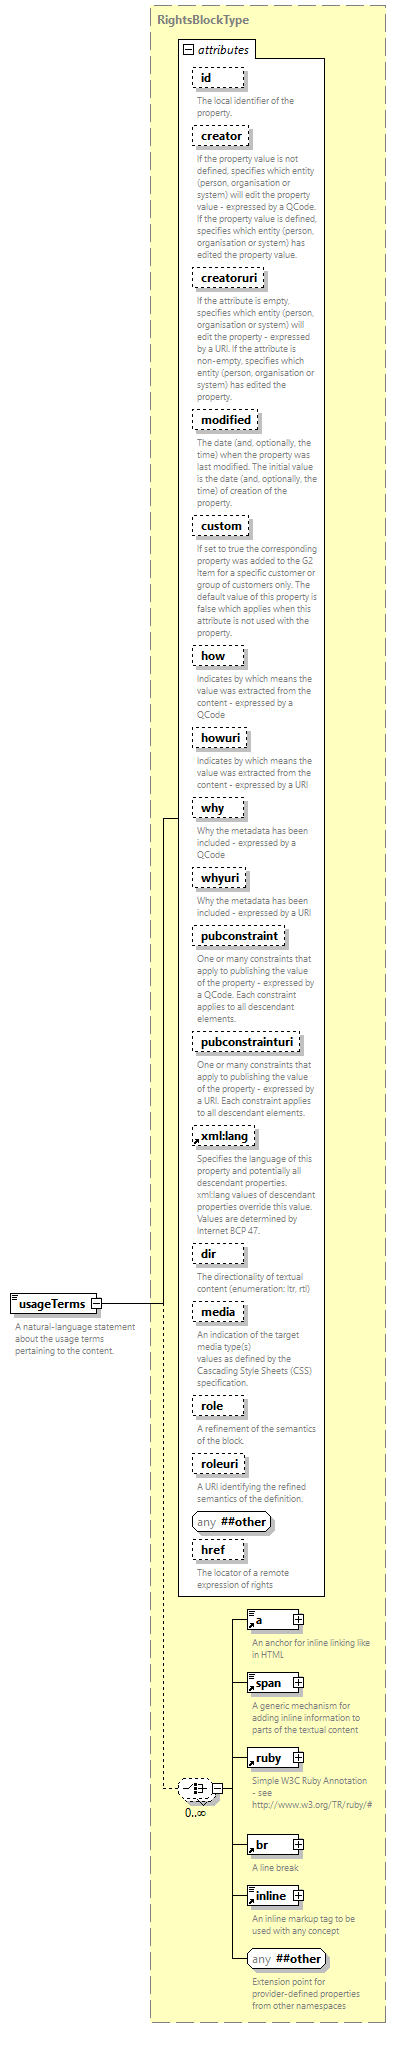 RightsBlockType
attributes
id
The local identifier of the
property.
creator
If the property value is not
defined, specifies which entity
(person, organisation or
system) will edit the property
value - expressed by a QCode.
If the property value is defined,
specifies which entity (person,
organisation or system) has
edited the property value.
creatoruri
If the attribute is empty,
specifies which entity (person,
organisation or system) will
edit the property - expressed
by a URI. If the attribute is
non-empty, specifies which
entity (person, organisation or
system) has edited the
property.
modified
The date (and, optionally, the
time) when the property was
last modified. The initial value
is the date (and, optionally, the
time) of creation of the
property.
custom
If set to true the corresponding
property was added to the G2
Item for a specific customer or
group of customers only. The
default value of this property is
false which applies when this
attribute is not used with the
property.
how
Indicates by which means the
value was extracted from the
content - expressed by a
QCode
howuri
Indicates by which means the
value was extracted from the
content - expressed by a URI
why
Why the metadata has been
included - expressed by a
QCode
whyuri
Why the metadata has been
included - expressed by a URI
pubconstraint
One or many constraints that
apply to publishing the value
of the property - expressed by
a QCode. Each constraint
applies to all descendant
elements.
pubconstrainturi
One or many constraints that
apply to publishing the value
of the property - expressed by
a URI. Each constraint applies
to all descendant elements.
xml:lang
Specifies the language of this
property and potentially all
descendant properties.
xml:lang values of descendant
properties override this value.
Values are determined by
Internet BCP 47.
dir
The directionality of textual
content (enumeration: ltr, rtl)
usageTerms
A natural-language statement
about the usage terms
pertaining to the content.
media
An indication of the target
media type(s)
values as defined by the
Cascading Style Sheets (CSS)
specification.
role
A refinement of the semantics
of the block.
roleuri
A URI identifying the refined
semantics of the definition.
any ##other
href
The locator of a remote
expression of rights
a
An anchor for inline linking like
in HTML
span
A generic mechanism for
adding inline information to
parts of the textual content
ruby
Simple W3C Ruby Annotation
- see
http://www.w3.org/TR/ruby/#
0..∞
br
A line break
inline
An inline markup tag to be
used with any concept
any ##other
Extension point for
provider-defined properties
from other namespaces